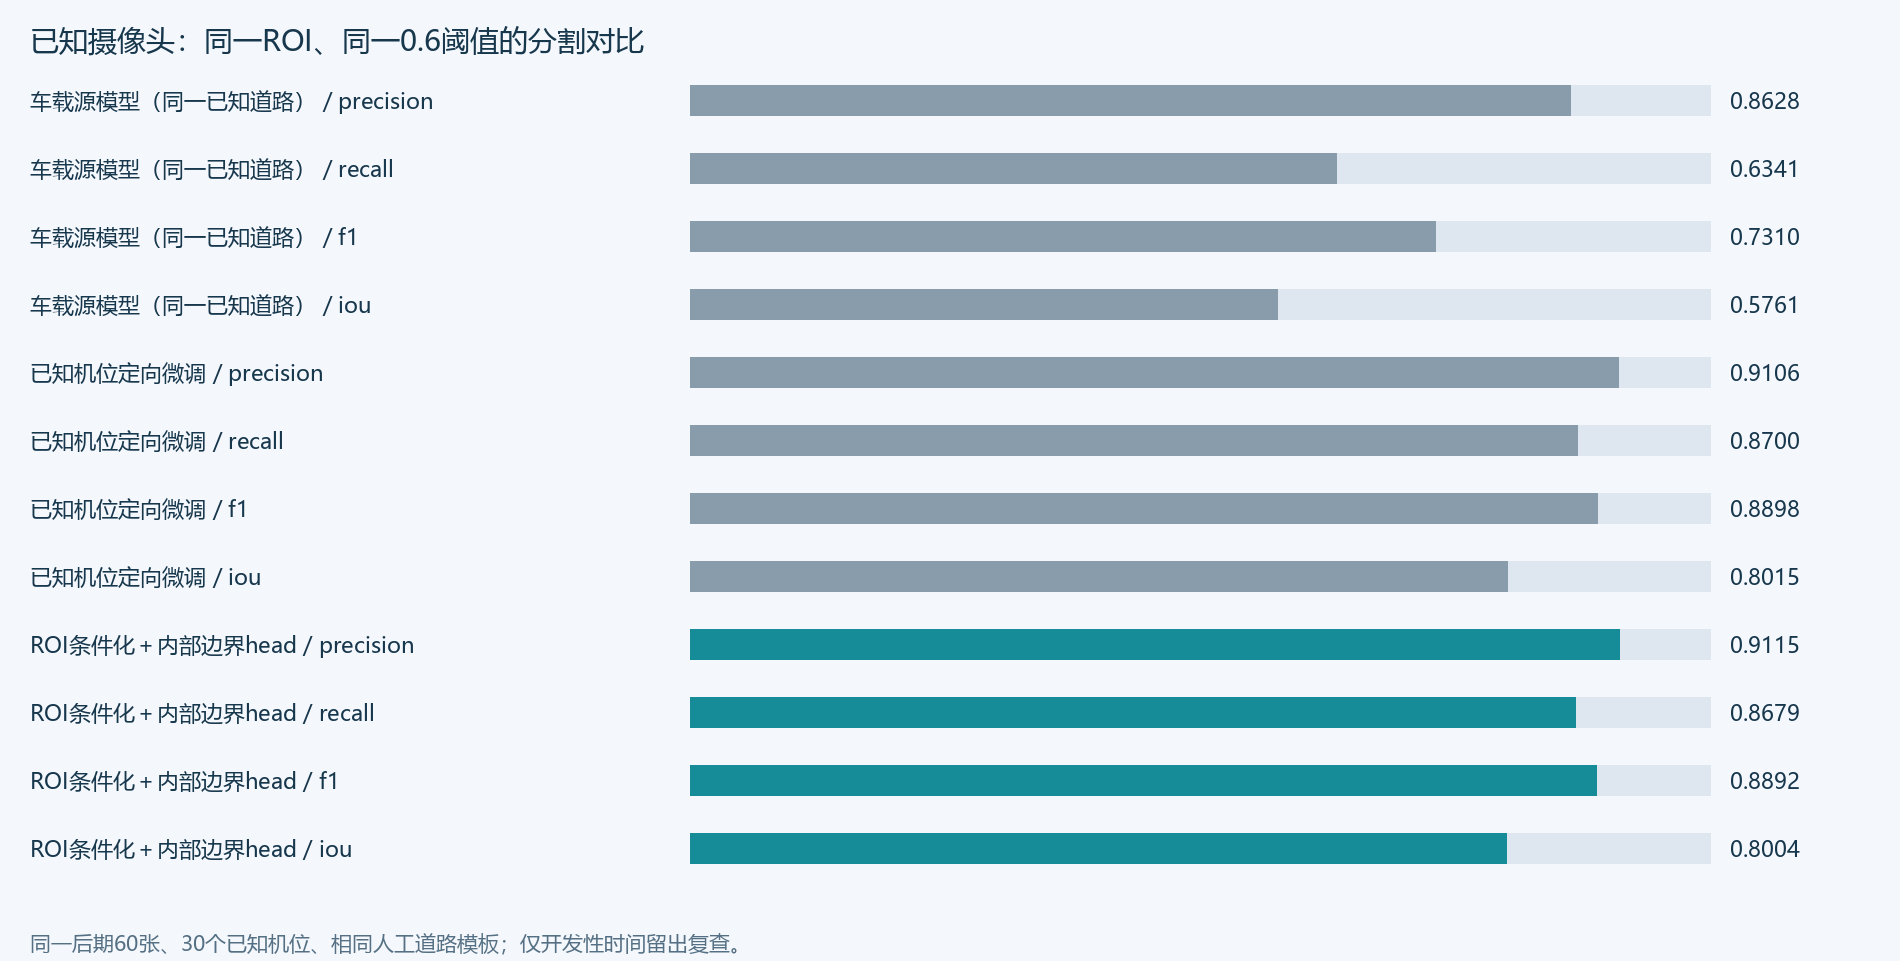 已知摄像头：同一ROI、同一0.6阈值的分割对比
车载源模型（同一已知道路） / precision 0.8628
车载源模型（同一已知道路） / recall 0.6341
车载源模型（同一已知道路） / f1 0.7310
车载源模型（同一已知道路） / iou 0.5761
已知机位定向微调 / precision 0.9106
已知机位定向微调 / recall 0.8700
已知机位定向微调 / f1 0.8898
已知机位定向微调 / iou 0.8015
ROI条件化＋内部边界head / precision 0.9115
ROI条件化＋内部边界head / recall 0.8679
ROI条件化＋内部边界head / f1 0.8892
ROI条件化＋内部边界head / iou 0.8004
同一后期60张、30个已知机位、相同人工道路模板；仅开发性时间留出复查。